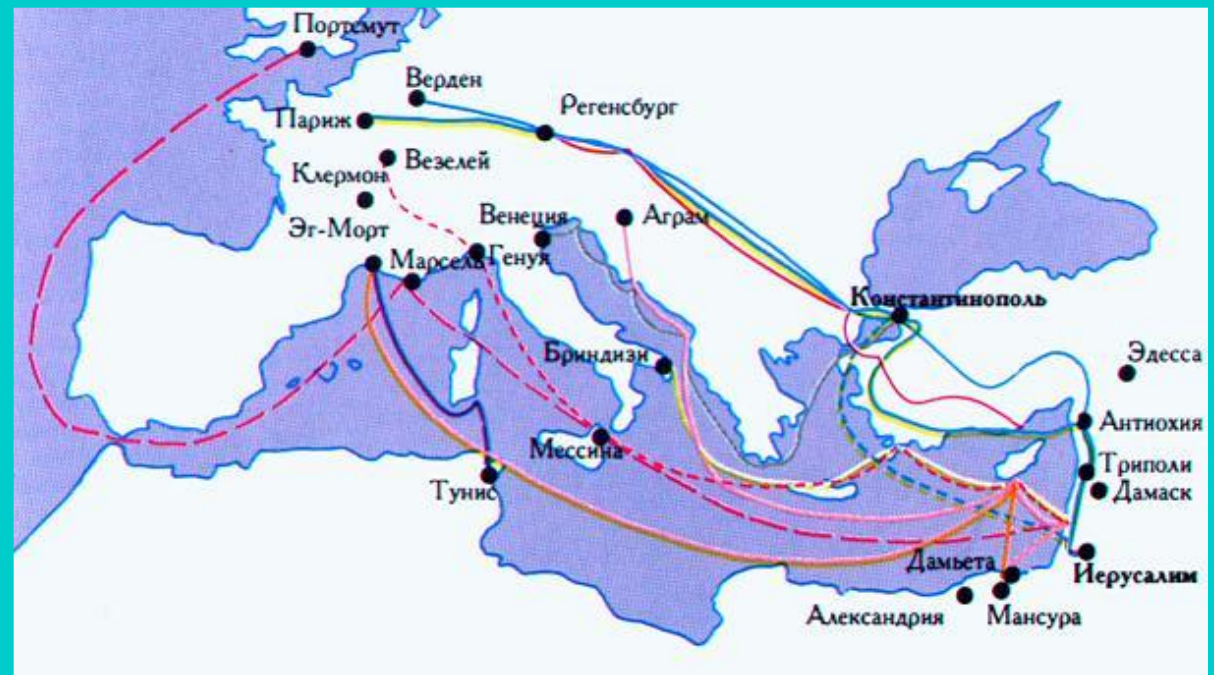 Портсмут
Верден
Регенсбург
Париж
Везелей
Клермон
Венеция
Аграм
Эг-Морт
Марсель
Генуя
Константинополь
Бриндизи
Эдесса
Антиохия
Мессина
Триполи
Тунис
Дамаск
Дамьета
Иерусалим
Александрия
Мансура